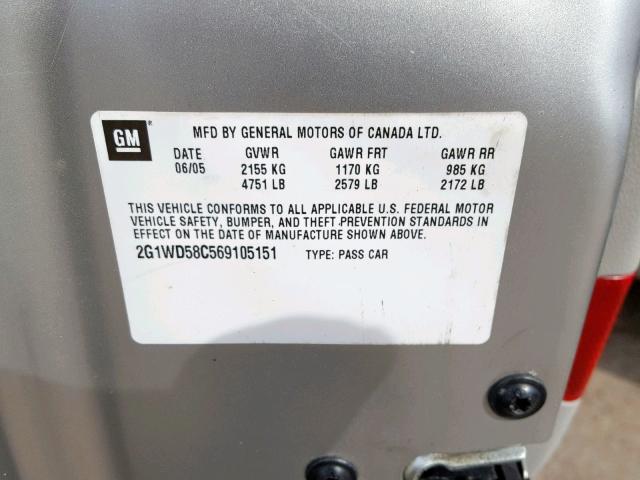 GM ® MFD BY GENERAL MOTORS OF CANADA LTD.
DATE GVWR GAWR FRT GAWR RR
06/05 2155 KG 1170 KG 985 KG
4751 LB 2579 LB 2172 LB
THIS VEHICLE CONFORMS TO ALL APPLICABLE U.S. FEDERAL MOTOR
VEHICLE SAFETY, BUMPER, AND THEFT PREVENTION STANDARDS IN
EFFECT ON THE DATE OF MANUFACTURE SHOWN ABOVE.
2G1WD58C569105151 TYPE: PASS CAR